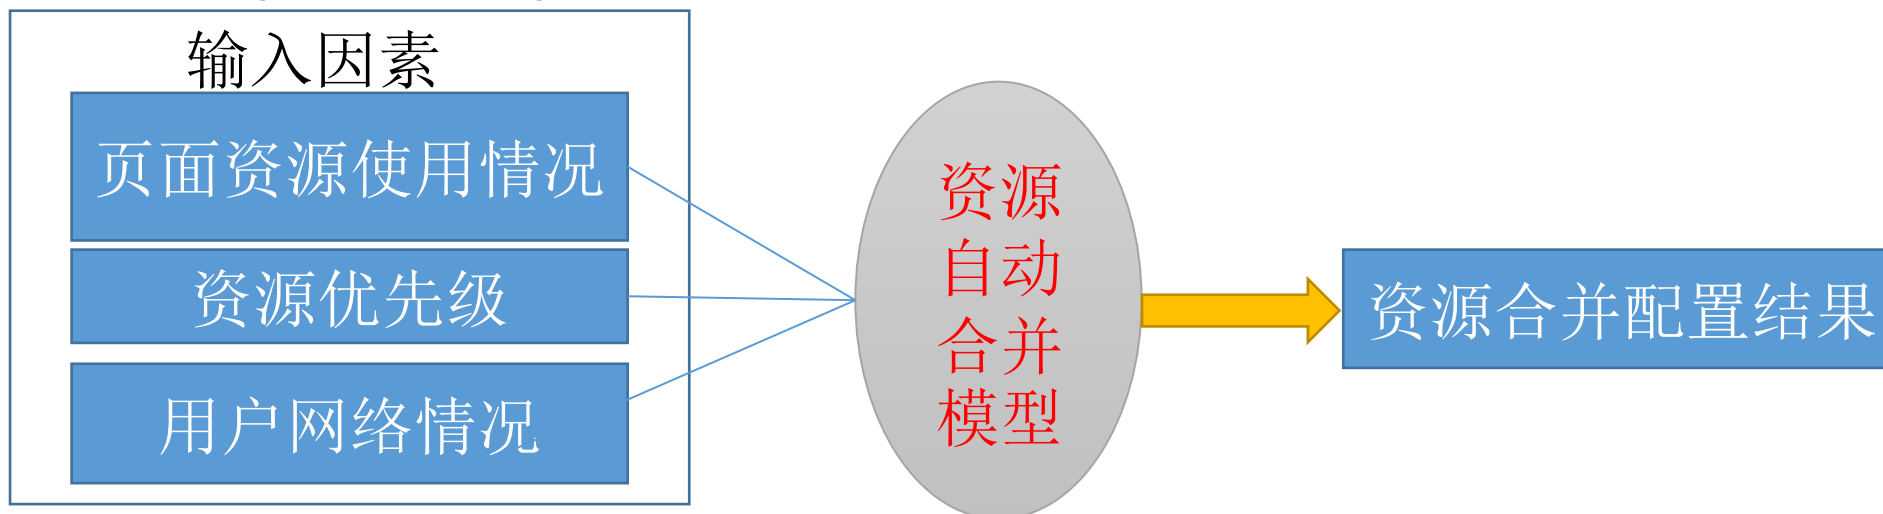 输入因素
页面资源使用情况
资源优先级
用户网络情况
资源
自动
合并
模型
资源合并配置结果